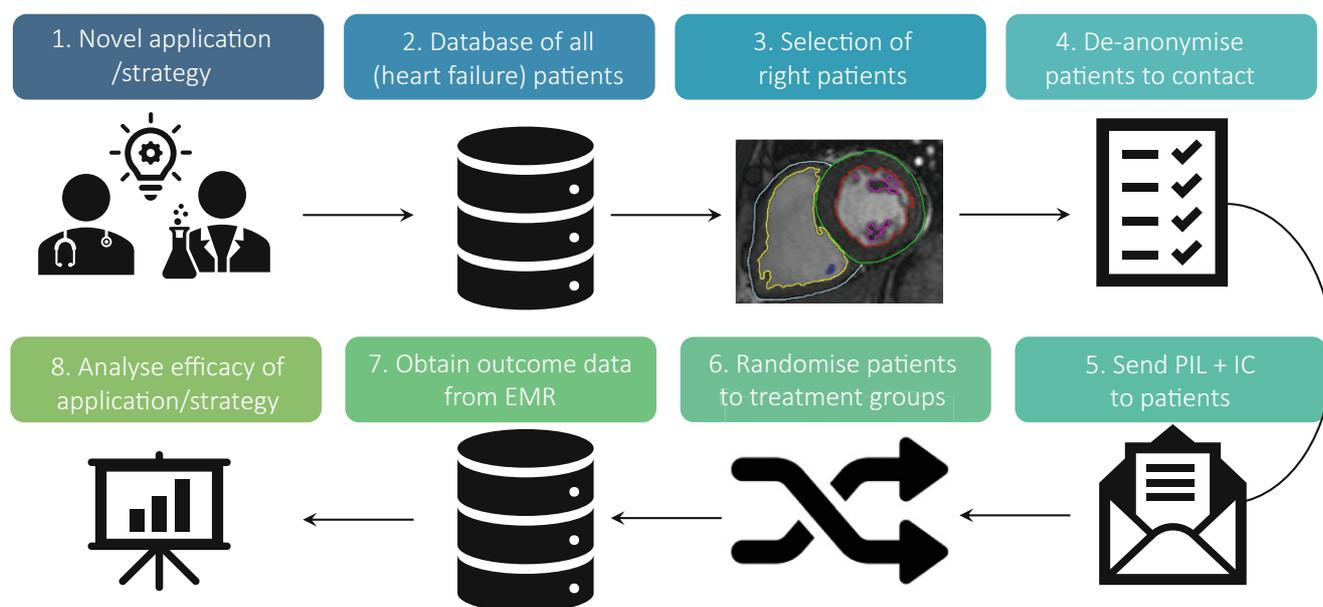 1. Novel application
/strategy
2. Database of all
(heart failure) patients
3. Selection of
right patients
4. De-anonymise
patients to contact
8. Analyse efficacy of
application/strategy
7. Obtain outcome data
from EMR
6. Randomise patients
to treatment groups
5. Send PIL + IC
to patients